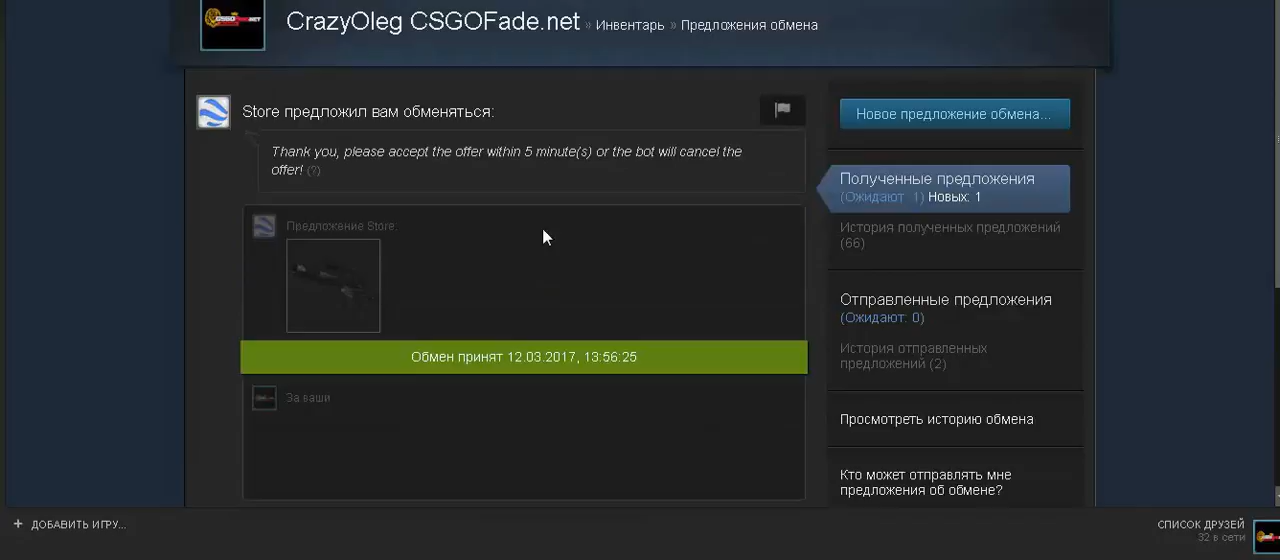 CrazyOleg CSGOFade.net » Инвентарь » Предложения обмена
Store предложил вам обменяться:
Thank you, please accept the offer within 5 minute(s) or the bot will cancel the
offer! (?)
Предложение Store:
Обмен принят 12.03.2017, 13:56:25
За ваши
Новое предложение обмена...
Полученные предложения
(Ожидают: 1) Новых: 1
История полученных предложений
(66)
Отправленные предложения
(Ожидают: 0)
История отправленных
предложений (2)
Просмотреть историю обмена
Кто может отправлять мне
предложения об обмене?
+ ДОБАВИТЬ ИГРУ...
СПИСОК ДРУЗЕЙ
32 в сети